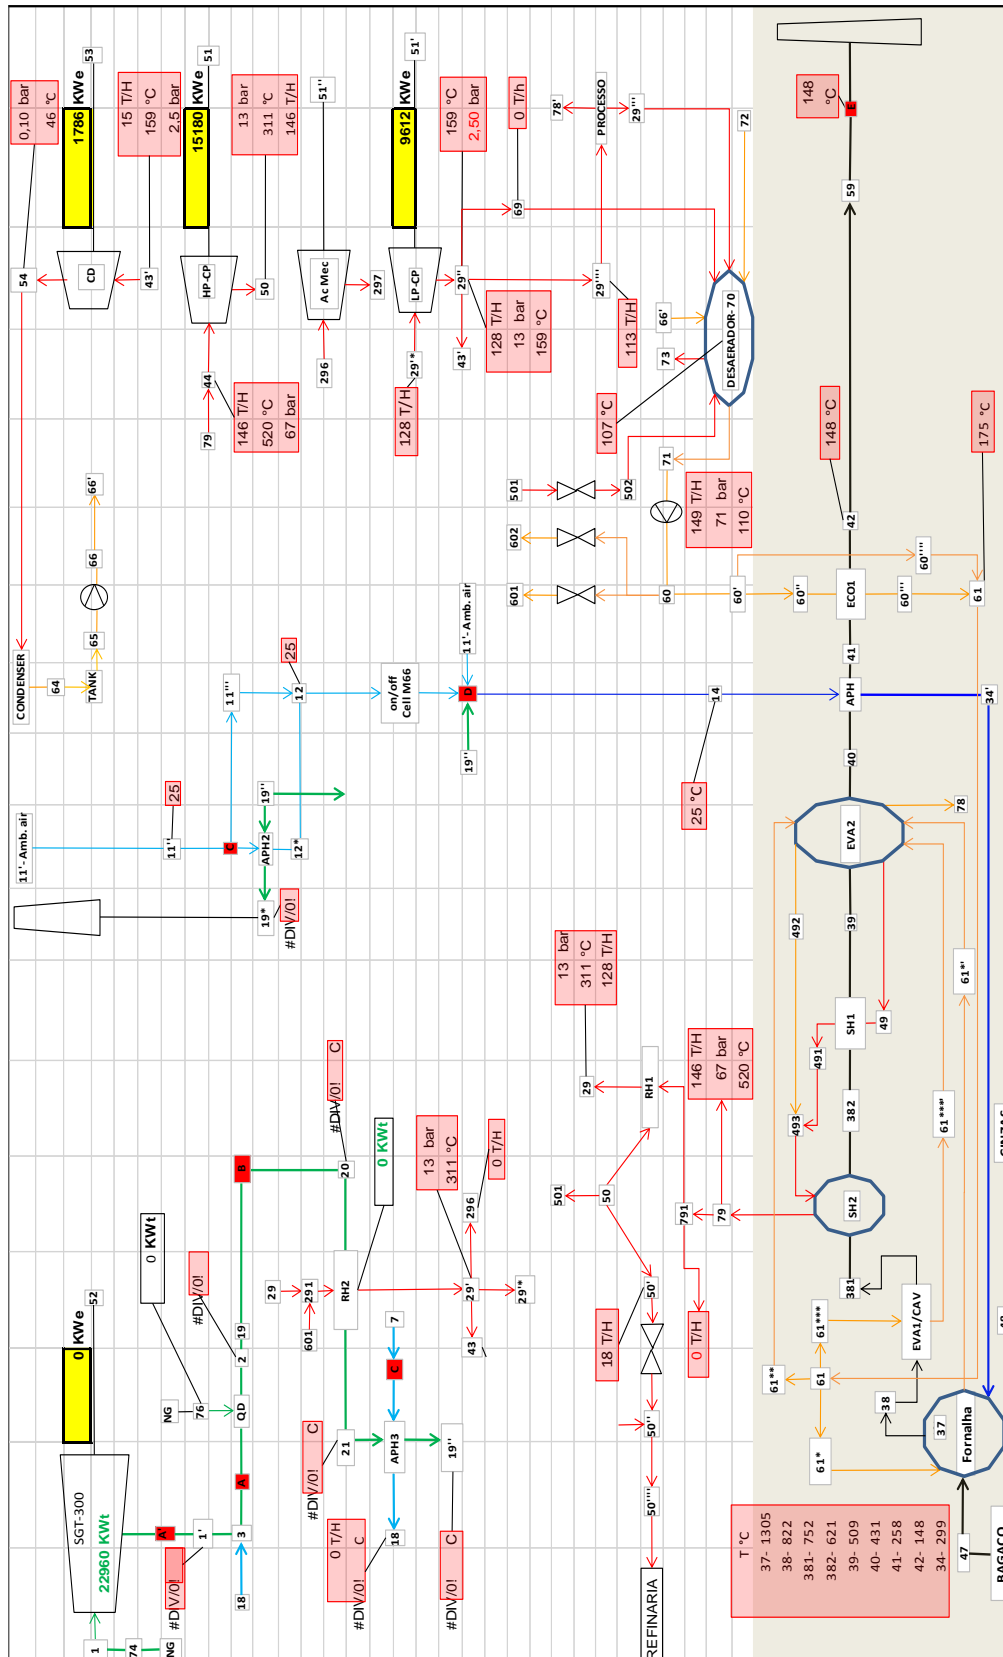 SGT-300
22960 KWt
0 KWe
52
1
74
NG
A'
1'
#DIV/0!
18
3
A
NG
76
QD
0 KWt
#DIV/0!
2
19
B
#DIV/0! C
20
29
291
601
RH2
0 KWt
13 bar
311 °C
296
0 T/H
29'
29'*
43
7
C
#DIV/0! C
21
APH3
19''
#DIV/0! C
18
0 T/H
#DIV/0! C
11'- Amb. air
25
11''
C
APH2
19''
19*
#DIV/0!
12*
11'''
25
12
on/off
Cell M66
11'- Amb. air
D
19''
14
25 °C
CONDENSER
64
TANK
65
66
66'
0,10 bar
46 °C
54
CD
1786 KWe
53
43'
15 T/H
159 °C
2,5 bar
HP-CP
15180 KWe
51
79
44
146 T/H
520 °C
67 bar
50
13 bar
311 °C
146 T/H
296
Ac Mec
51''
297
LP-CP
9612 KWe
51'
29'*
128 T/H
29''
43'
159 °C
2,50 bar
128 T/H
13 bar
159 °C
69
0 T/h
29''''
113 T/H
PROCESSO
78'
29'''
72
66'
73
DESAERADOR- 70
107 °C
71
149 T/H
71 bar
110 °C
501
502
602
601
60
60'
60''
ECO1
60'''
60''''
61
175 °C
REFINARIA
50''''
50''
50'
18 T/H
50
501
RH1
29
13 bar
311 °C
128 T/H
791
0 T/H
79
146 T/H
67 bar
520 °C
T °C
37- 1305
38- 822
381- 752
382- 621
39- 509
40- 431
41- 258
42- 148
34- 299
BAGAÇO
47
Fornalha
37
38
61*
61
61**
61***
EVA1/CAV
381
SH2
493
491
492
382
SH1
49
39
EVA2
78
61***'
61*'
40
APH
34'
41
42
148 °C
59
E
148
°C